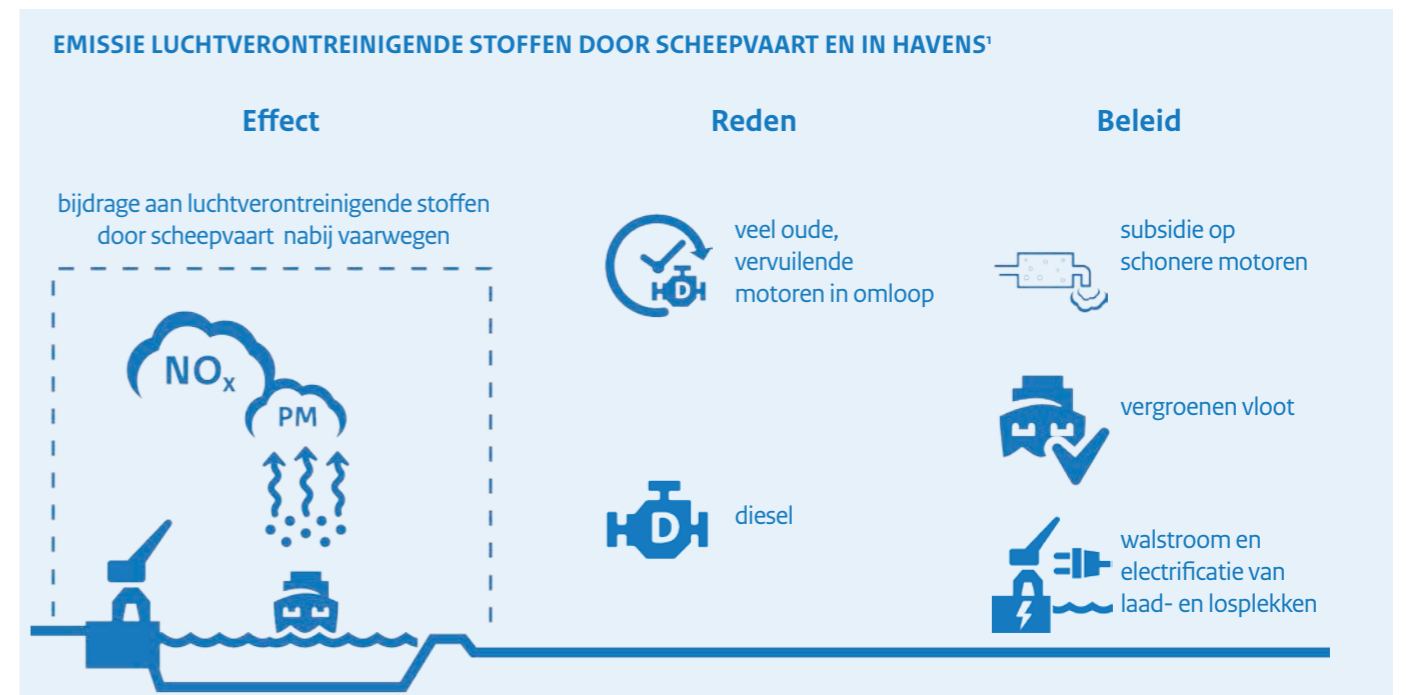 EMISSIE LUCHTVERONTREINIGENDE STOFFEN DOOR SCHEEPVAART EN IN HAVENS¹
Effect
bijdrage aan luchtverontreinigende stoffen
door scheepvaart nabij vaarwegen
NOx
PM
Reden
veel oude,
vervuilende
motoren in omloop
D
D
diesel
Beleid
subsidie op
schonere motoren
vergroenen vloot
walstroom en
electrificatie van
laad- en losplekken